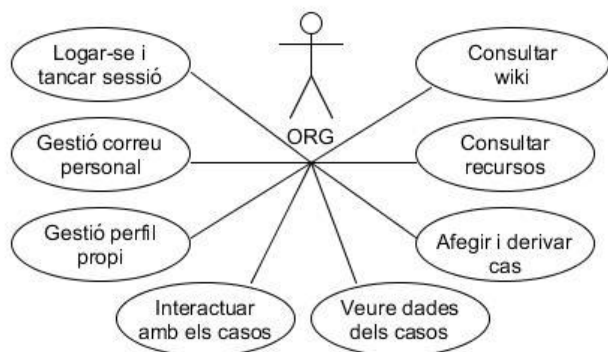 Logar-se i
tancar sessió
Consultar
wiki
ORG
Gestió correu
personal
Consultar
recursos
Gestió perfil
propi
Afegir i derivar
cas
Interactuar
amb els casos
Veure dades
dels casos